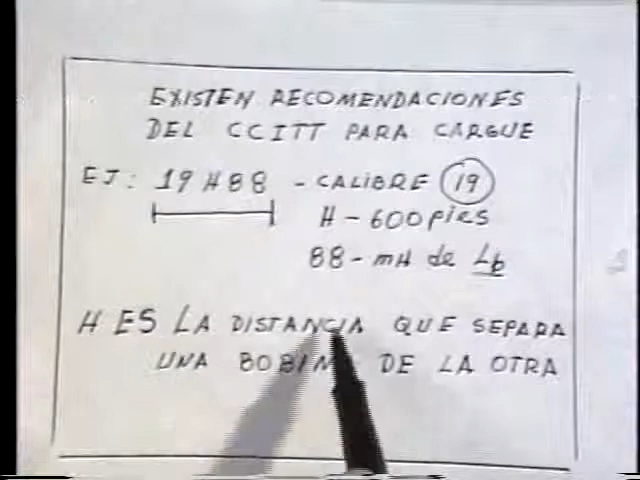 EXISTEN RECOMENDACIONES
DEL CCITT PARA CARGUE
EJ: 19 H88 - CALIBRE 19
H - 600 pies
88 - mH de Lb
H ES LA DISTANCIA QUE SEPARA
UNA BOBINA DE LA OTRA